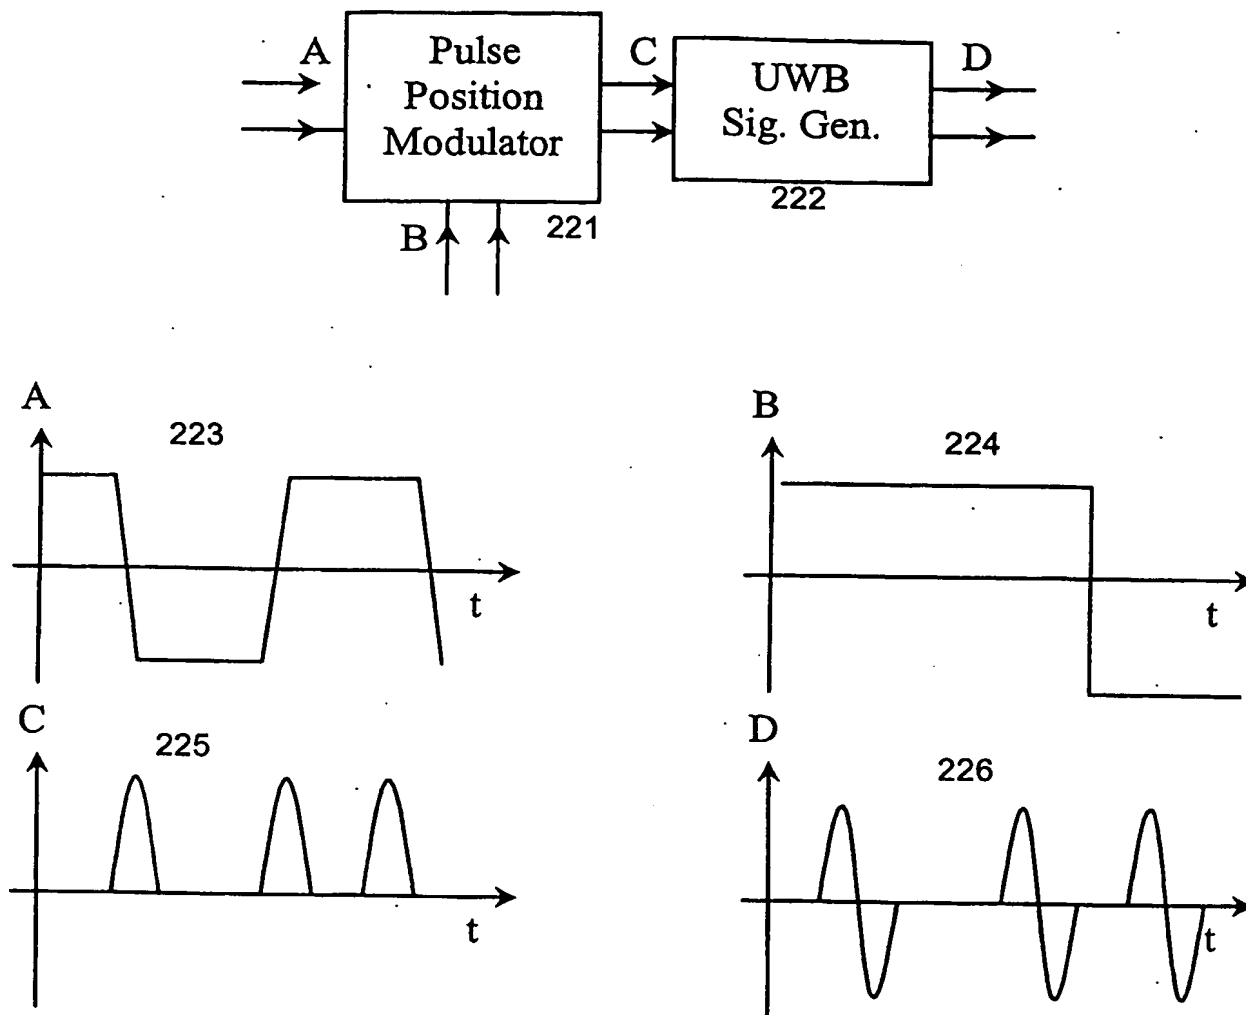 A
Pulse
Position
Modulator
C
UWB
Sig. Gen.
D
B
221
222
A
223
t
B
224
t
C
225
t
D
226
t